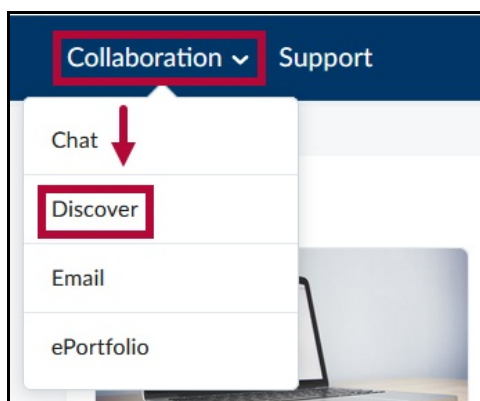 Collaboration Support
Chat
Discover
Email
ePortfolio